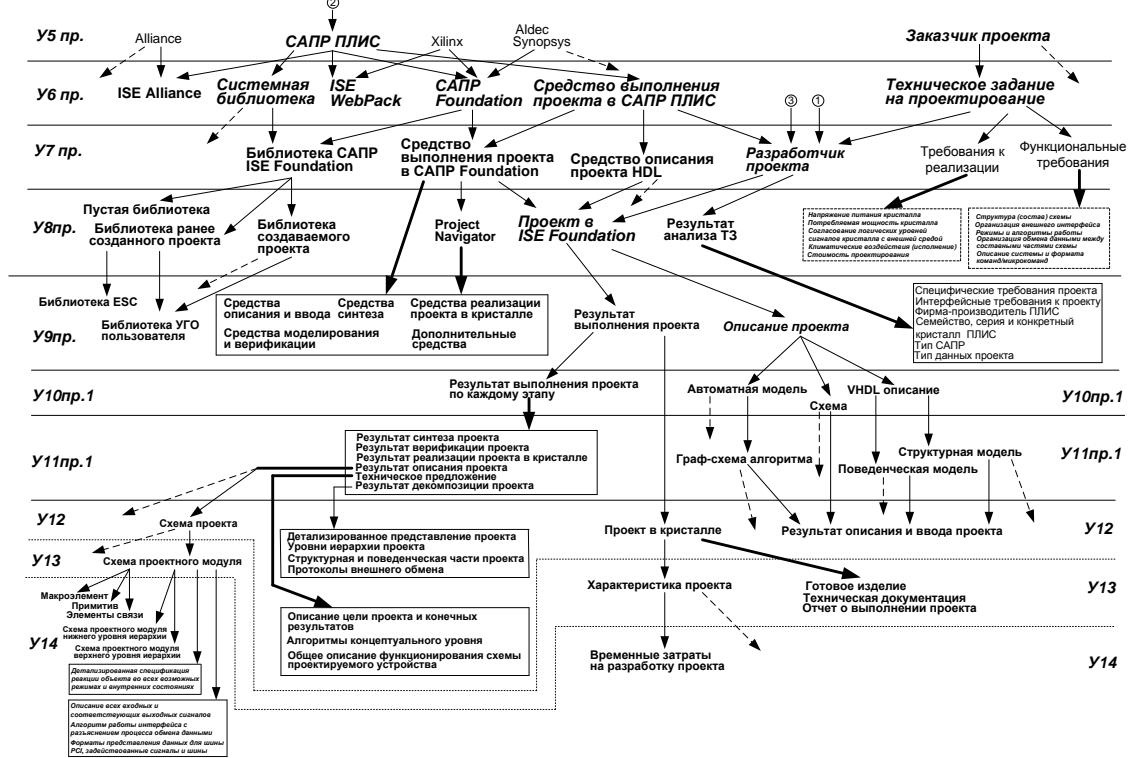 ②
У5 пр.
Alliance
САПР ПЛИС
Xilinx
Aldec
Synopsys
Заказчик проекта
У6 пр.
ISE Alliance
Системная
библиотека
ISE
WebPack
САПР
Foundation
Средство выполнения
проекта в САПР ПЛИС
Техническое задание
на проектирование
③
①
У7 пр.
Библиотека САПР
ISE Foundation
Средство
выполнения проекта
в САПР Foundation
Средство описания
проекта HDL
Разработчик
проекта
Требования к
реализации
Функциональные
требования
У8пр.
Пустая библиотека
Библиотека ранее
созданного проекта
Библиотека
создаваемого
проекта
Project
Navigator
Проект в
ISE Foundation
Результат
анализа ТЗ
Напряжение питания кристалла
Потребляемая мощность кристалла
Согласование логических уровней
сигналов кристалла с внешней средой
Климатические воздействия (исполнение)
Стоимость проектирования
Структура (состав) схемы
Организация внешнего интерфейса
Режимы и алгоритмы работы
Организация обмена данными между
составными частями схемы
Описание системы и формата
команд/микрокоманд
У9пр.
Библиотека ESC
Библиотека УГО
пользователя
Средства
описания и ввода
Средства
синтеза
Средства реализации
проекта в кристалле
Средства моделирования
и верификации
Дополнительные
средства
Результат
выполнения проекта
Описание проекта
Специфические требования проекта
Интерфейсные требования к проекту
Фирма-производитель ПЛИС
Семейство, серия и конкретный
кристалл ПЛИС
Тип САПР
Тип данных проекта
У10пр.1
Результат выполнения проекта
по каждому этапу
Автоматная модель
Схема
VHDL описание
У10пр.1
У11пр.1
Результат синтеза проекта
Результат верификации проекта
Результат реализации проекта в кристалле
Результат описания проекта
Техническое предложение
Результат декомпозиции проекта
Граф-схема алгоритма
Поведенческая модель
Структурная модель
У11пр.1
У12
Схема проекта
Проект в кристалле
Результат описания и ввода проекта
У12
Детализированное представление проекта
Уровни иерархии проекта
Структурная и поведенческая части проекта
Протоколы внешнего обмена
У13
Схема проектного модуля
Характеристика проекта
Готовое изделие
Техническая документация
Отчет о выполнении проекта
У13
Макроэлемент
Примитив
Элементы связи
Схема проектного модуля
нижнего уровня иерархии
Схема проектного модуля
верхнего уровня иерархии
У14
Описание цели проекта и конечных
результатов
Алгоритмы концептуального уровня
Общее описание функционирования схемы
проектируемого устройства
Временные затраты
на разработку проекта
У14
Детализированная спецификация
реакции объекта во всех возможных
режимах и внутренних состояниях
Описание всех входных и
соответствующих выходных сигналов
Алгоритм работы интерфейса с
разъяснением процесса обмена данными
Форматы представления данных для шины
PCI, задействованные сигналы и шины